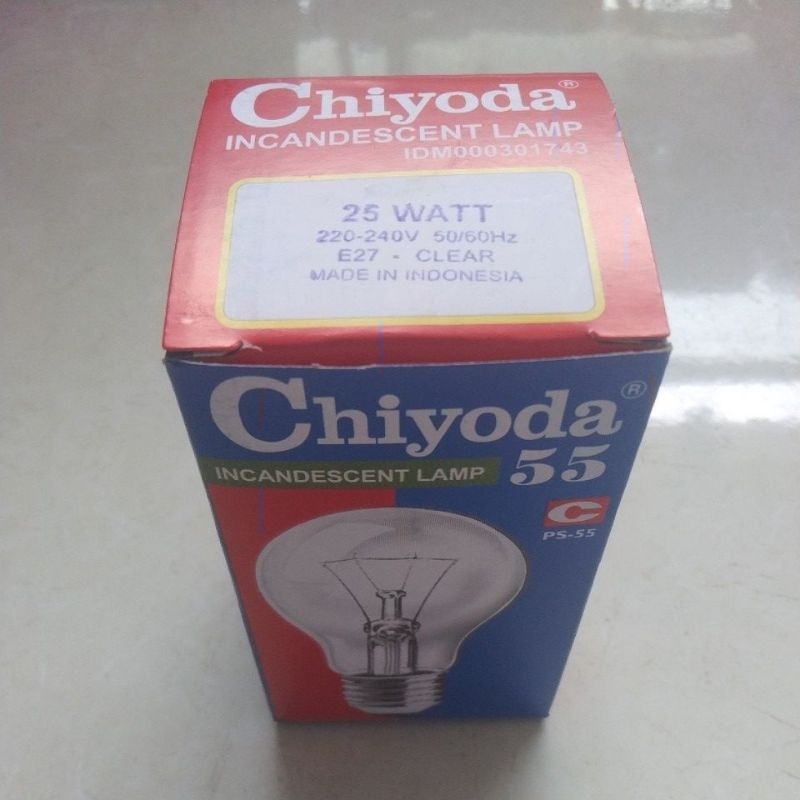 Chiyoda®
INCANDESCENT LAMP
IDM000301743
25 WATT
220-240V 50/60Hz
E27 - CLEAR
MADE IN INDONESIA
Chiyoda®
INCANDESCENT LAMP 55
C
PS-55